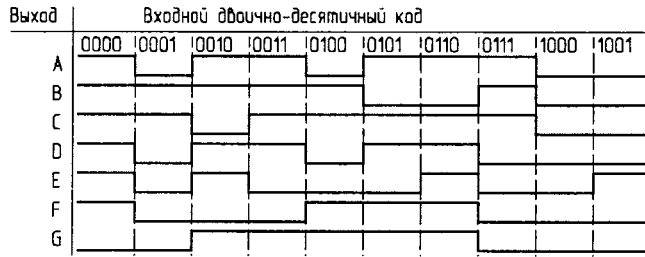 Выход Входной двоично-десятичный код
0000 0001 0010 0011 0100 0101 0110 0111 1000 1001
A
B
C
D
E
F
G